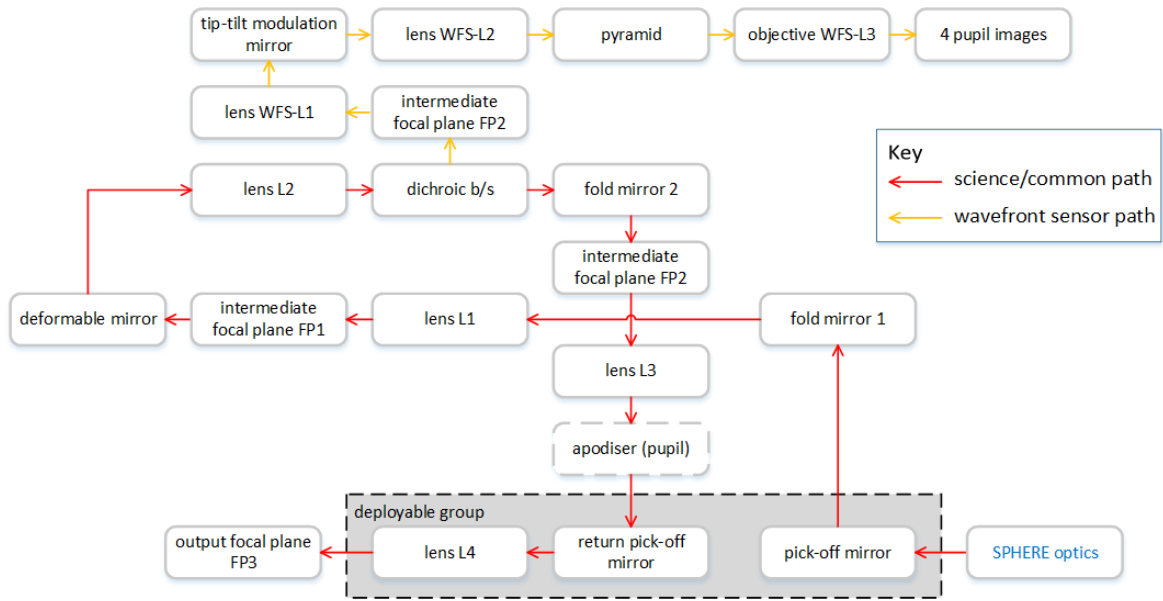 tip-tilt modulation
mirror
lens WFS-L2
pyramid
objective WFS-L3
4 pupil images
lens WFS-L1
intermediate
focal plane FP2
Key
science/common path
wavefront sensor path
lens L2
dichroic b/s
fold mirror 2
intermediate
focal plane FP2
deformable mirror
intermediate
focal plane FP1
lens L1
fold mirror 1
lens L3
apodiser (pupil)
deployable group
output focal plane
FP3
lens L4
return pick-off
mirror
pick-off mirror
SPHERE optics